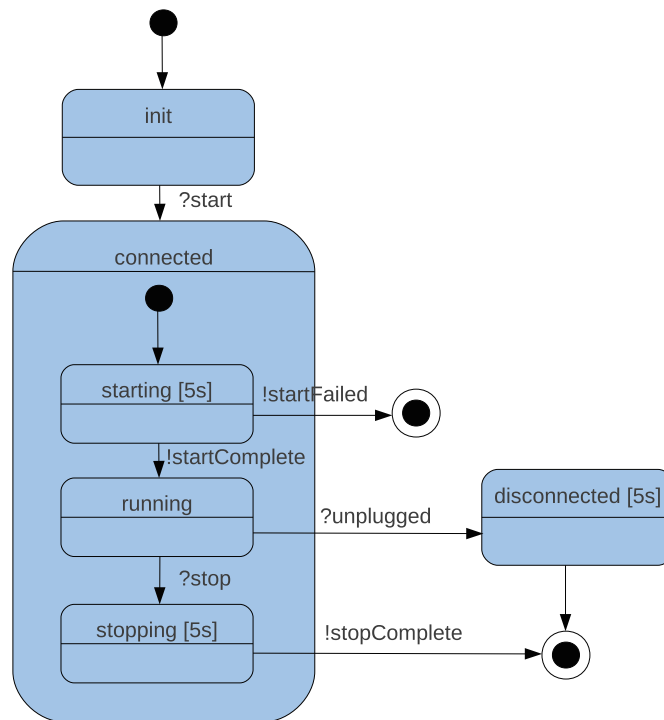 init
?start
connected
starting [5s]
!startFailed
!startComplete
running
?unplugged
disconnected [5s]
?stop
stopping [5s]
!stopComplete